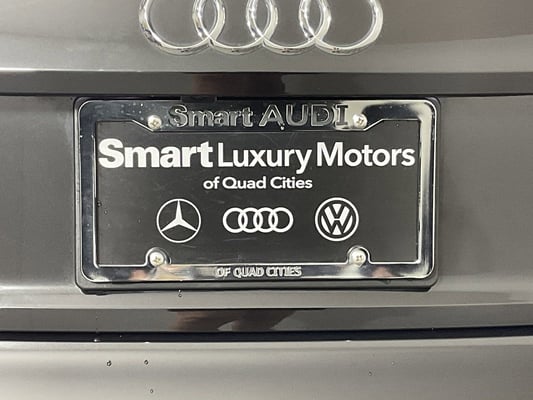 Smart AUDI
Smart Luxury Motors
of Quad Cities
OF QUAD CITIES